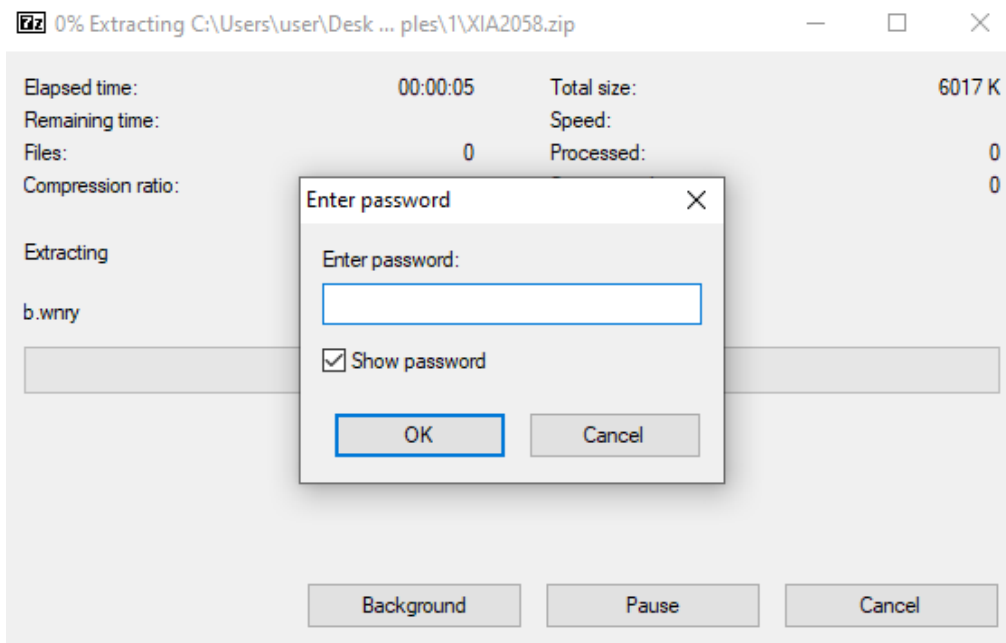 7z 0% Extracting C:\Users\user\Desk ... ples\1\XIA2058.zip
Elapsed time: 00:00:05 Total size: 6017 K
Remaining time: Speed:
Files: 0 Processed: 0
Compression ratio: 0
Enter password
Extracting
Enter password:
b.wnry
Show password
OK Cancel
Background Pause Cancel